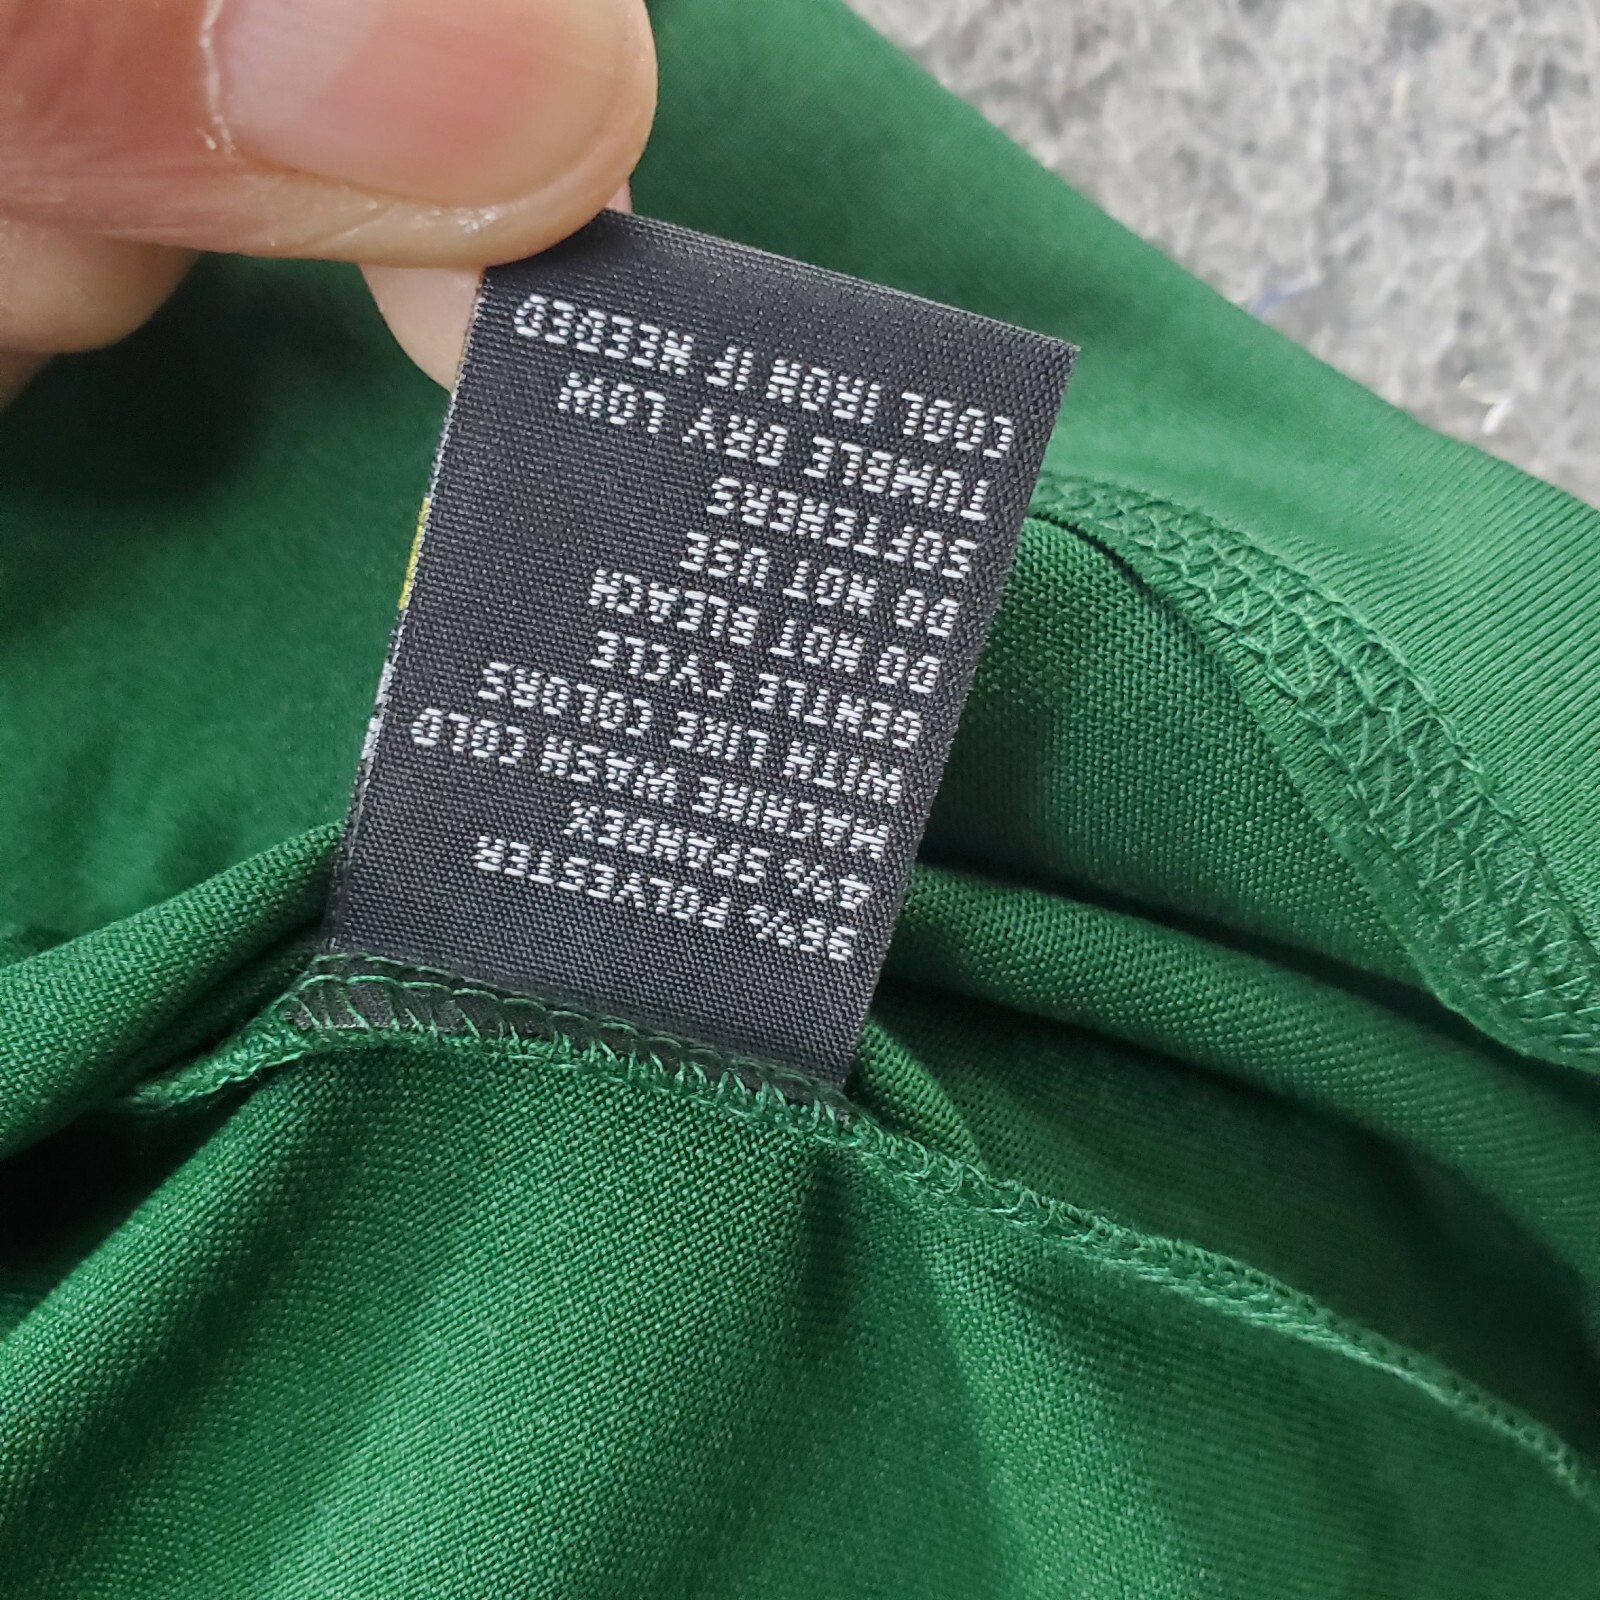 96% POLYESTER
4% SPANDEX
MACHINE WASH COLD
WITH LIKE COLORS
GENTLE CYCLE
DO NOT BLEACH
DO NOT USE
SOFTENERS
TUMBLE DRY LOW
COOL IRON IF NEEDED